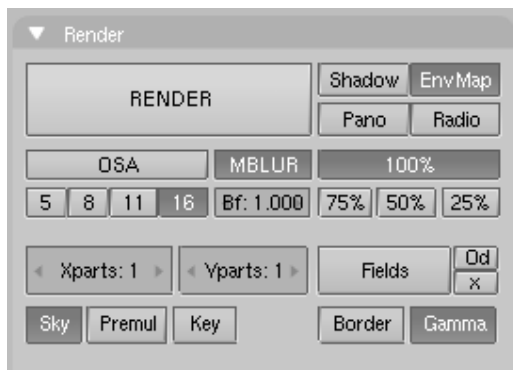 Render
RENDER Shadow EnvMap
Pano Radio
OSA MBLUR 100%
5 8 11 16 Bf: 1.000 75% 50% 25%
Xparts: 1 Yparts: 1 Fields Od
X
Sky Premul Key Border Gamma